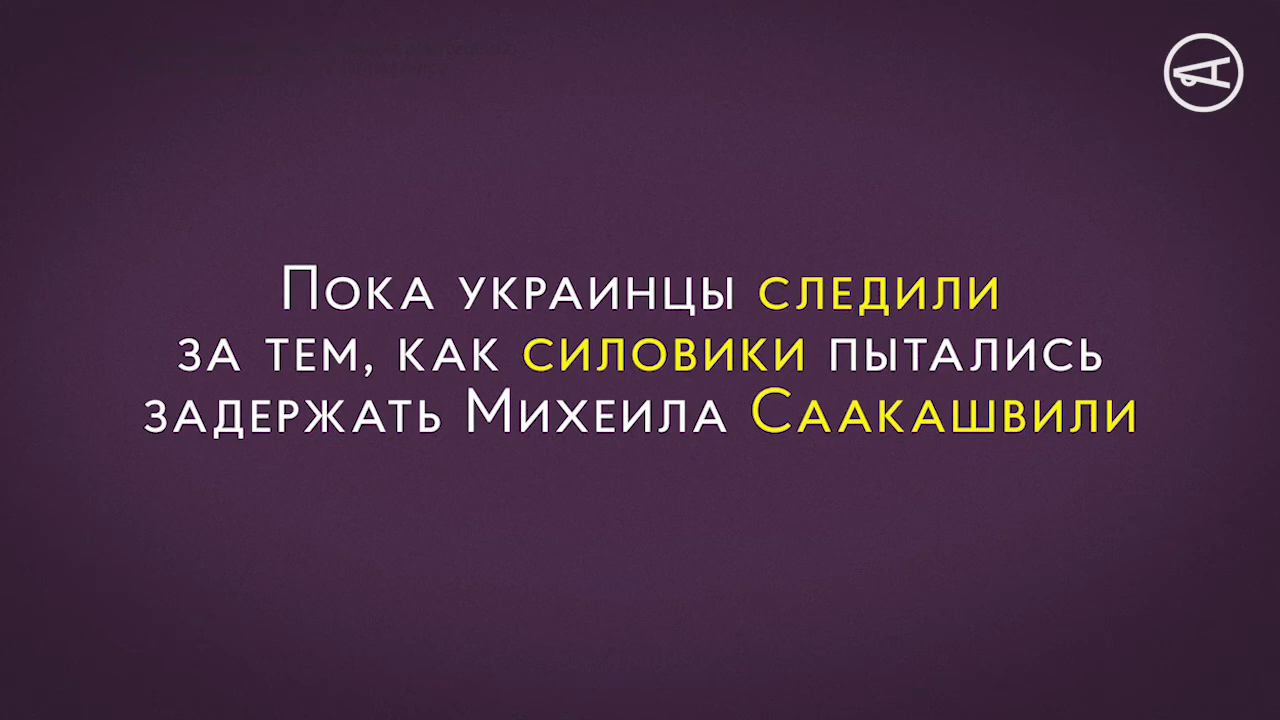 Пока украинцы следили
за тем, как силовики пытались
задержать Михеила Саакашвили